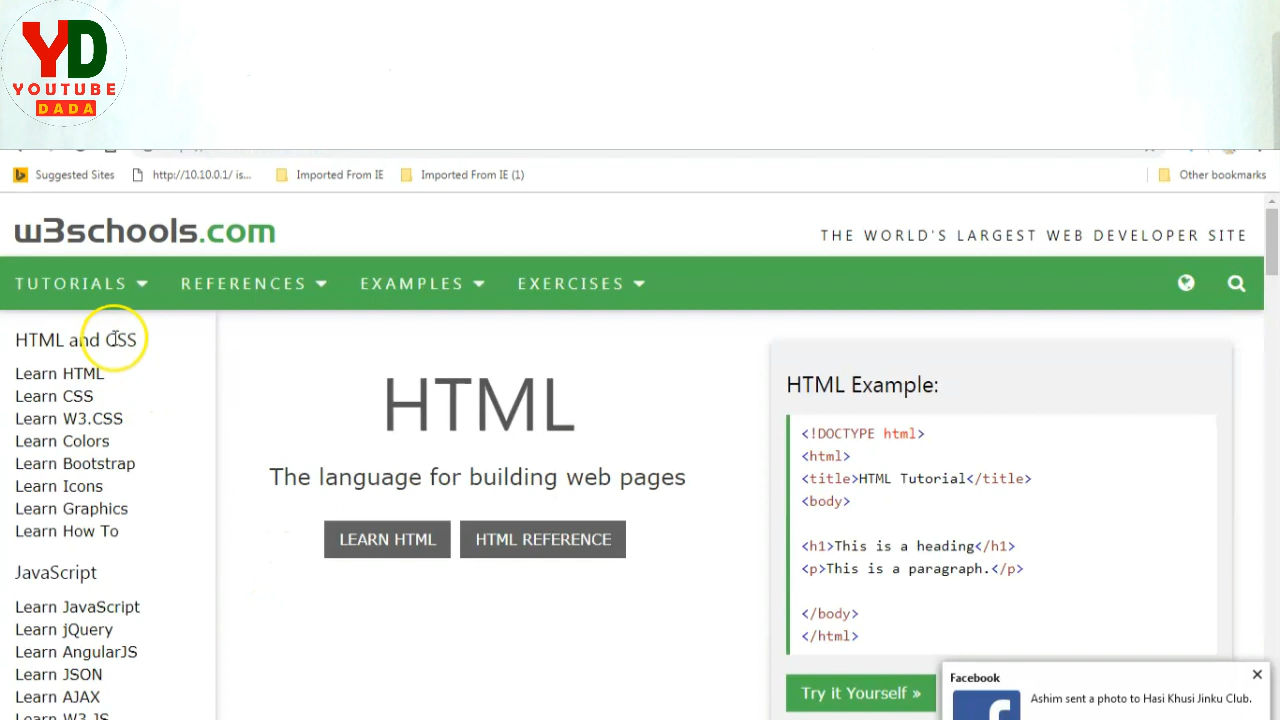 YD
YOUTUBE
DADA
Suggested Sites
http://10.10.0.1/ is...
Imported From IE
Imported From IE (1)
Other bookmarks
w3schools.com
THE WORLD'S LARGEST WEB DEVELOPER SITE
TUTORIALS REFERENCES EXAMPLES EXERCISES
HTML and CSS
Learn HTML
Learn CSS
Learn W3.CSS
Learn Colors
Learn Bootstrap
Learn Icons
Learn Graphics
Learn How To
JavaScript
Learn JavaScript
Learn jQuery
Learn AngularJS
Learn JSON
Learn AJAX
Learn W3.JS
HTML
The language for building web pages
LEARN HTML
HTML REFERENCE
HTML Example:
<!DOCTYPE html>
<html>
<title>HTML Tutorial</title>
<body>
<h1>This is a heading</h1>
<p>This is a paragraph.</p>
</body>
</html>
Try it Yourself »
Facebook
Ashim sent a photo to Hasi Khusi Jinku Club.